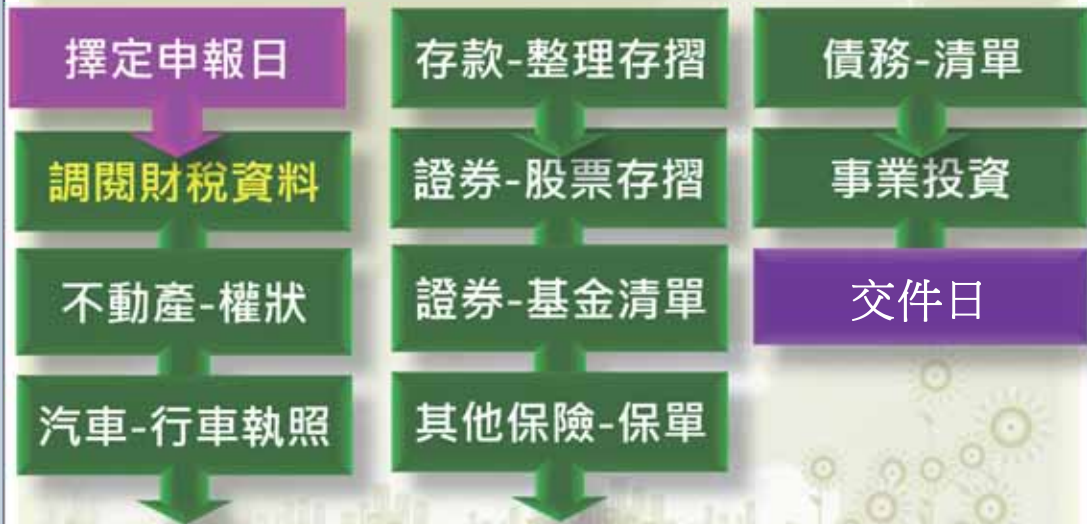 擇定申報日
調閱財稅資料
不動產-權狀
汽車-行車執照
存款-整理存摺
證券-股票存摺
證券-基金清單
其他保險-保單
債務-清單
事業投資
交件日